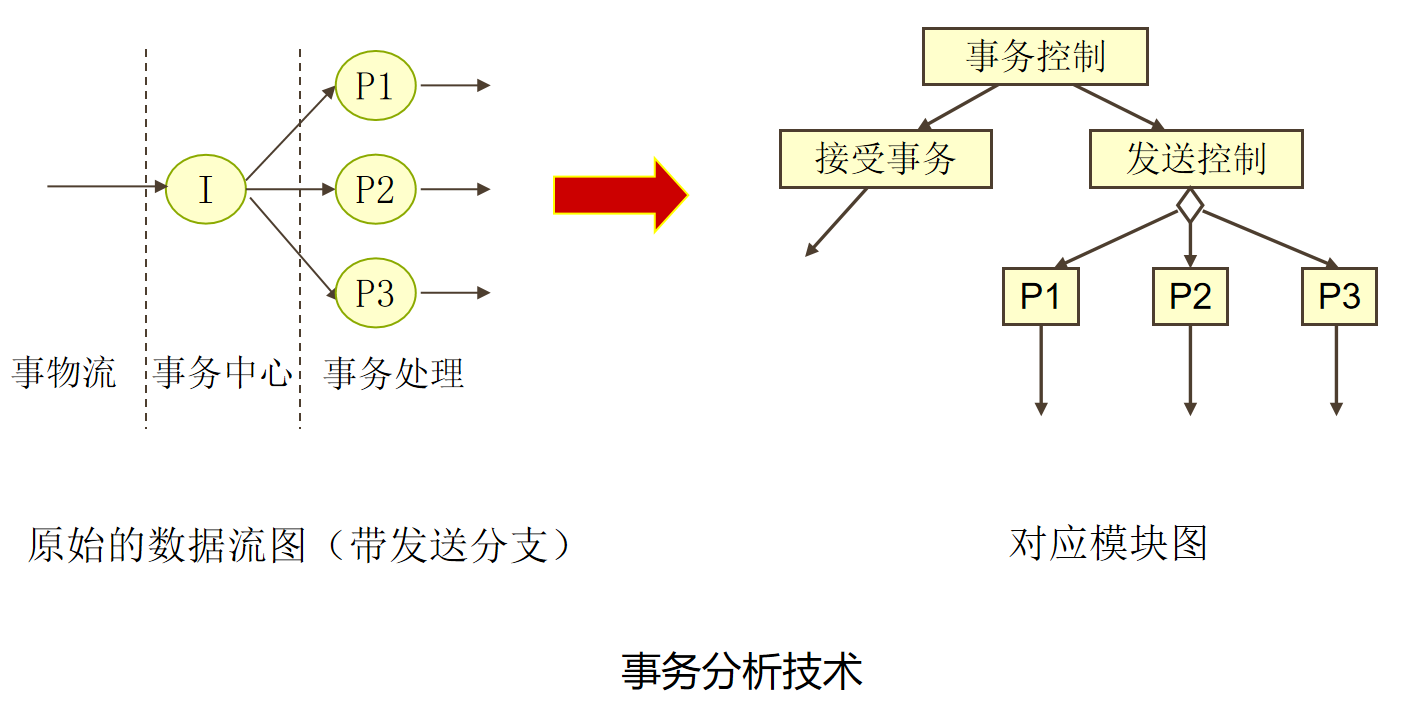 P1
I
P2
P3
事物流
事务中心
事务处理
原始的数据流图（带发送分支）
事务控制
接受事务
发送控制
P1
P2
P3
对应模块图
事务分析技术